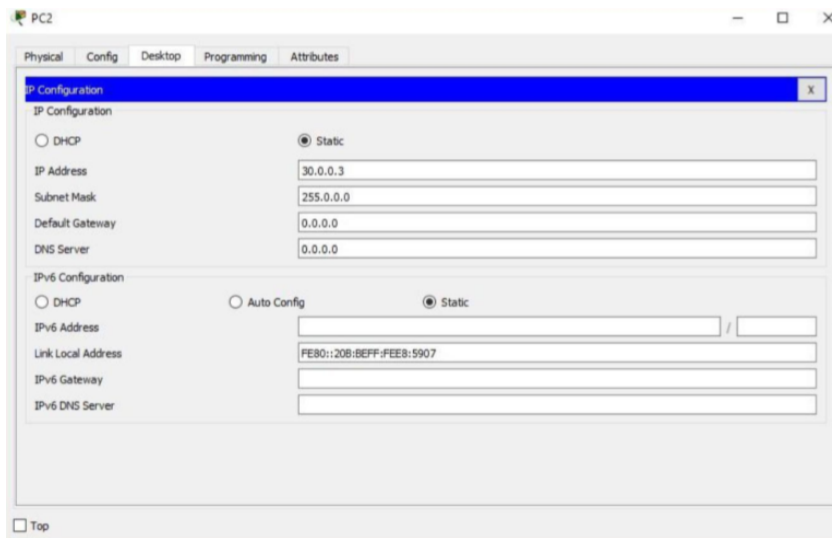 PC2
Physical Config Desktop Programming Attributes
IP Configuration X
IP Configuration
DHCP Static
IP Address 30.0.0.3
Subnet Mask 255.0.0.0
Default Gateway 0.0.0.0
DNS Server 0.0.0.0
IPv6 Configuration
DHCP Auto Config Static
IPv6 Address /
Link Local Address FE80::20B:BEFF:FEE8:5907
IPv6 Gateway
IPv6 DNS Server
Top